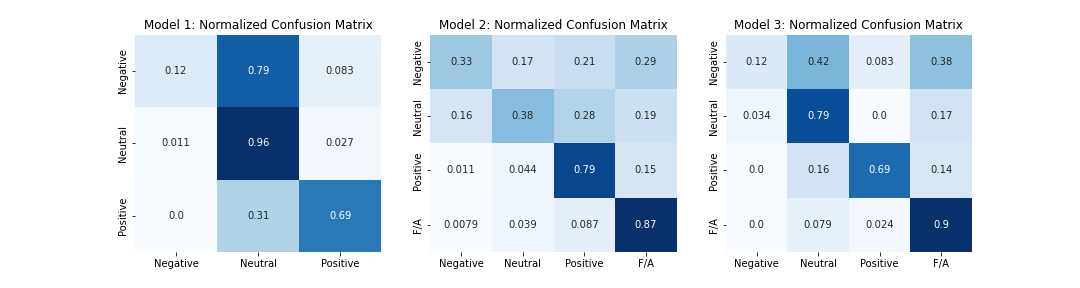 Model 1: Normalized Confusion Matrix
Negative 0.12 0.79 0.083
Neutral 0.011 0.96 0.027
Positive 0.0 0.31 0.69
Negative Neutral Positive
Model 2: Normalized Confusion Matrix
Negative 0.33 0.17 0.21 0.29
Neutral 0.16 0.38 0.28 0.19
Positive 0.011 0.044 0.79 0.15
F/A 0.0079 0.039 0.087 0.87
Negative Neutral Positive F/A
Model 3: Normalized Confusion Matrix
Negative 0.12 0.42 0.083 0.38
Neutral 0.034 0.79 0.0 0.17
Positive 0.0 0.16 0.69 0.14
F/A 0.0 0.079 0.024 0.9
Negative Neutral Positive F/A